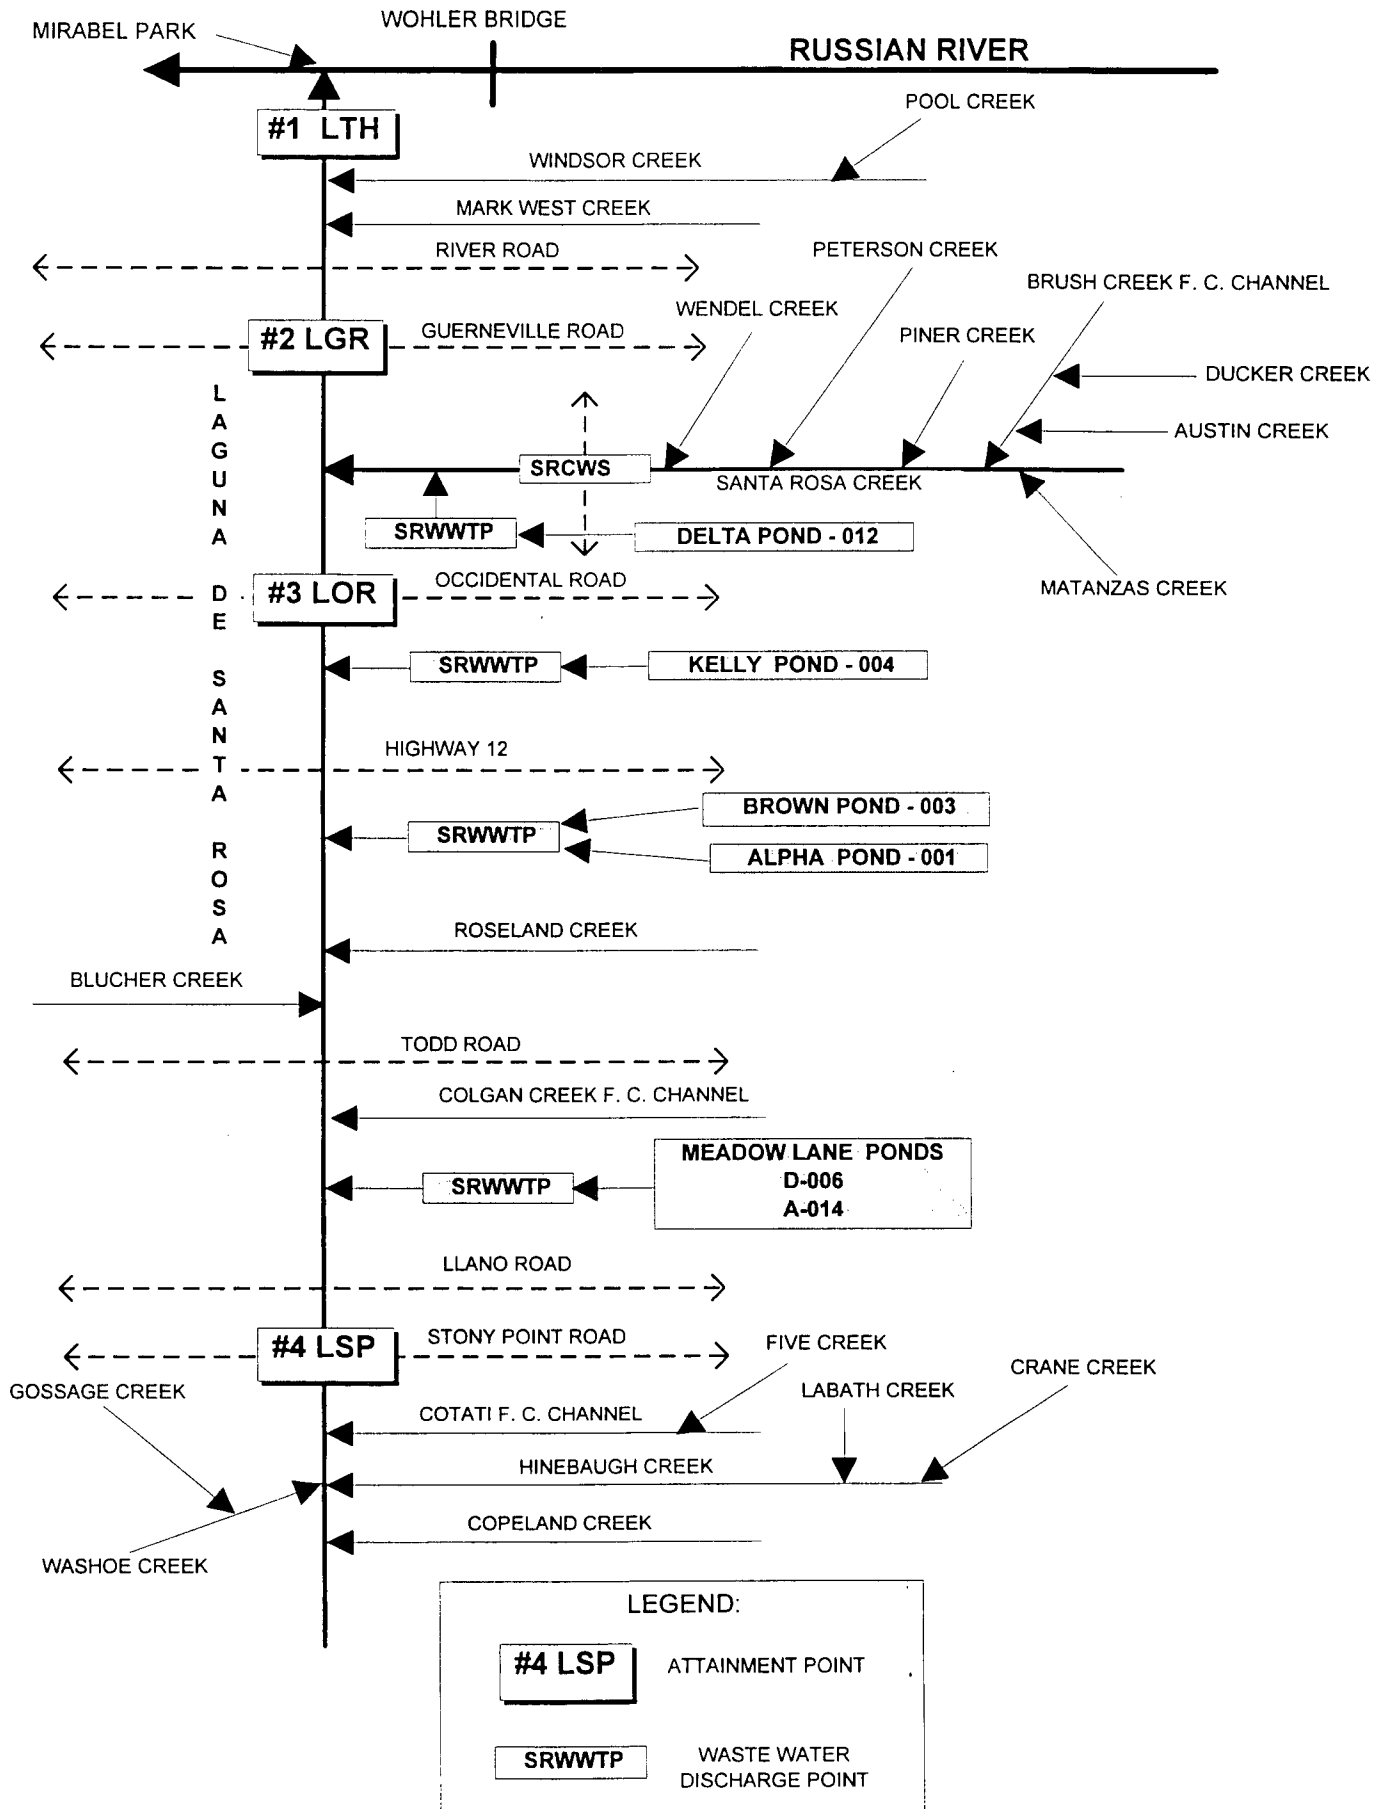 WOHLER BRIDGE
MIRABEL PARK
RUSSIAN RIVER
POOL CREEK
#1 LTH
WINDSOR CREEK
MARK WEST CREEK
RIVER ROAD
PETERSON CREEK
BRUSH CREEK F. C. CHANNEL
WENDEL CREEK
#2 LGR
GUERNEVILLE ROAD
PINER CREEK
DUCKER CREEK
LAGUNA DE SANTA ROSA
AUSTIN CREEK
SRCWS
SANTA ROSA CREEK
SRWWTP
DELTA POND - 012
MATANZAS CREEK
#3 LOR
OCCIDENTAL ROAD
SRWWTP
KELLY POND - 004
HIGHWAY 12
BROWN POND - 003
SRWWTP
ALPHA POND - 001
ROSELAND CREEK
BLUCHER CREEK
TODD ROAD
COLGAN CREEK F. C. CHANNEL
MEADOW LANE PONDS
D-006
A-014
SRWWTP
LLANO ROAD
#4 LSP
STONY POINT ROAD
FIVE CREEK
CRANE CREEK
GOSSAGE CREEK
LABATH CREEK
COTATI F. C. CHANNEL
HINEBAUGH CREEK
COPELAND CREEK
WASHOE CREEK
LEGEND:
#4 LSP
ATTAINMENT POINT
SRWWTP
WASTE WATER
DISCHARGE POINT